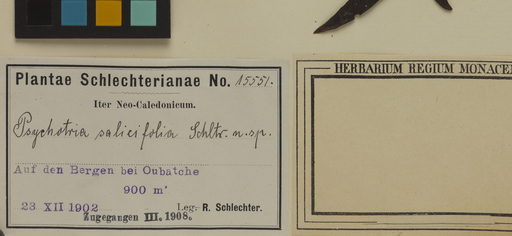 Plantae Schlechterianae No. 15551.
Iter Neo-Caledonicum.
Psychotria salicifolia Schltr. n. sp.
Auf den Bergen bei Oubatche
900 m
23 XII 1902 Leg. R. Schlechter.
Zugegangen III. 1908.
HERBARIUM REGIUM MONACE